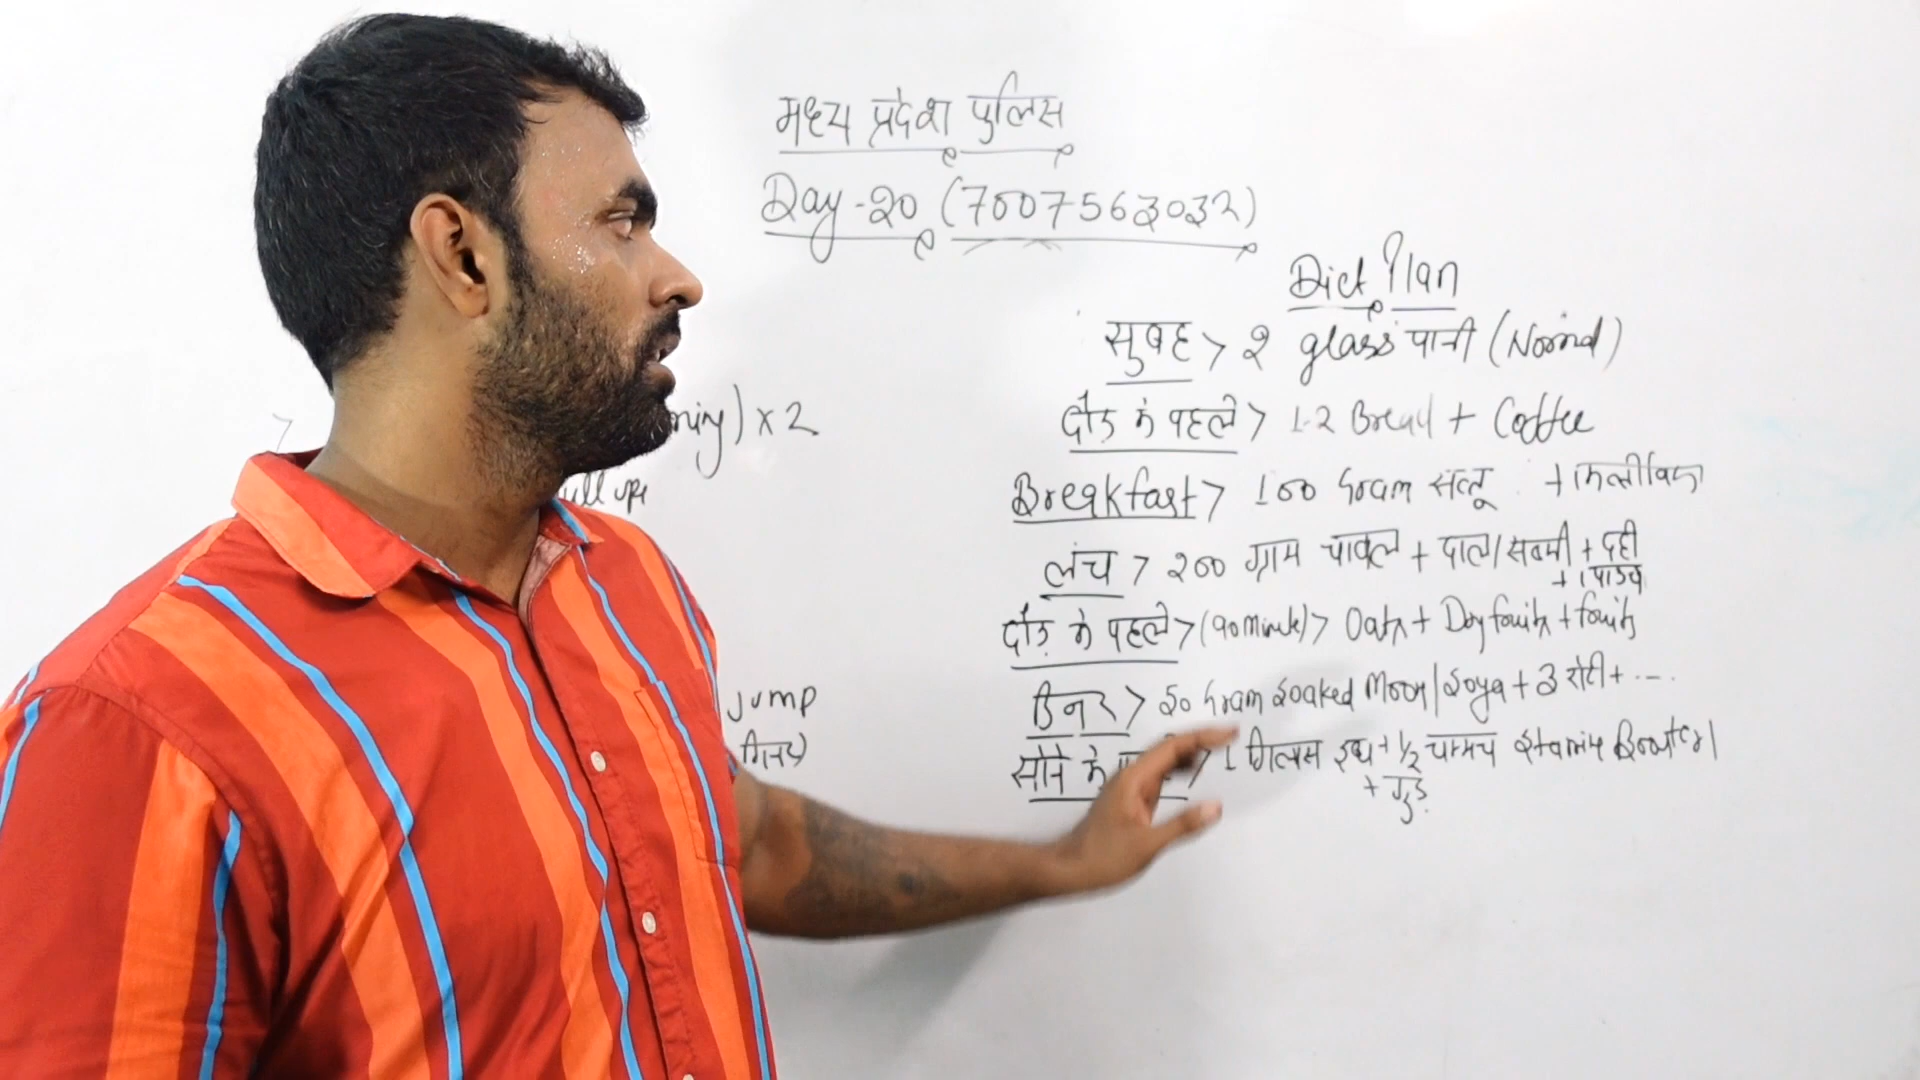 मध्य प्रदेश पुलिस
Day-20 (7007563032)
Diet Plan
सुबह > 2 glass पानी (Normal)
दौड़ के पहले > 1-2 Bread + Coffee
x 2
Breakfast > 100 Gram सत्तू +
लंच > 200 ग्राम चावल + दाल/सब्जी + दही
+
दौड़ के पहले > (90 Minute) > Oats + Dry fruits + fruits
डिनर > 50 Gram Soaked Moon/Soya + 3 रोटी + ....
Jump
सोने के > 1 गिलास दूध + 1/2 चम्मच Stamina Booster
+ गुड़